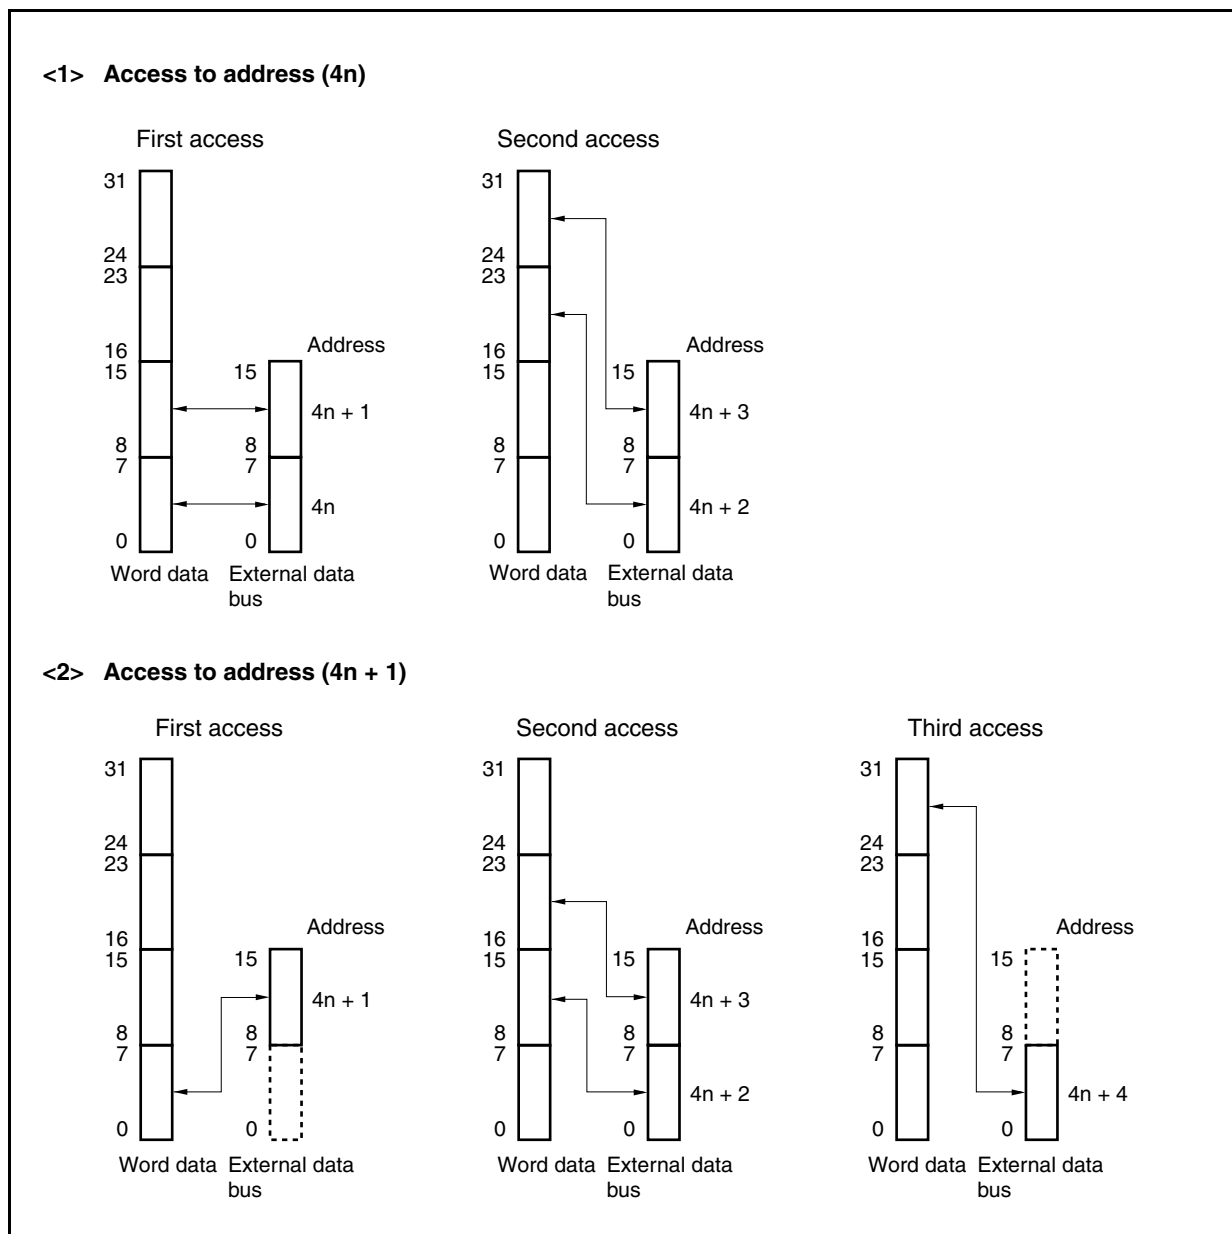 <1> Access to address (4n)
First access
Second access
31
24
23
16
15
8
7
0
15
8
7
0
Address
4n + 1
4n
Word data
External data
bus
31
24
23
16
15
8
7
0
15
8
7
0
Address
4n + 3
4n + 2
Word data
External data
bus
<2> Access to address (4n + 1)
First access
Second access
Third access
31
24
23
16
15
8
7
0
15
8
7
0
Address
4n + 1
Word data
External data
bus
31
24
23
16
15
8
7
0
15
8
7
0
Address
4n + 3
4n + 2
Word data
External data
bus
31
24
23
16
15
8
7
0
15
8
7
0
Address
4n + 4
Word data
External data
bus